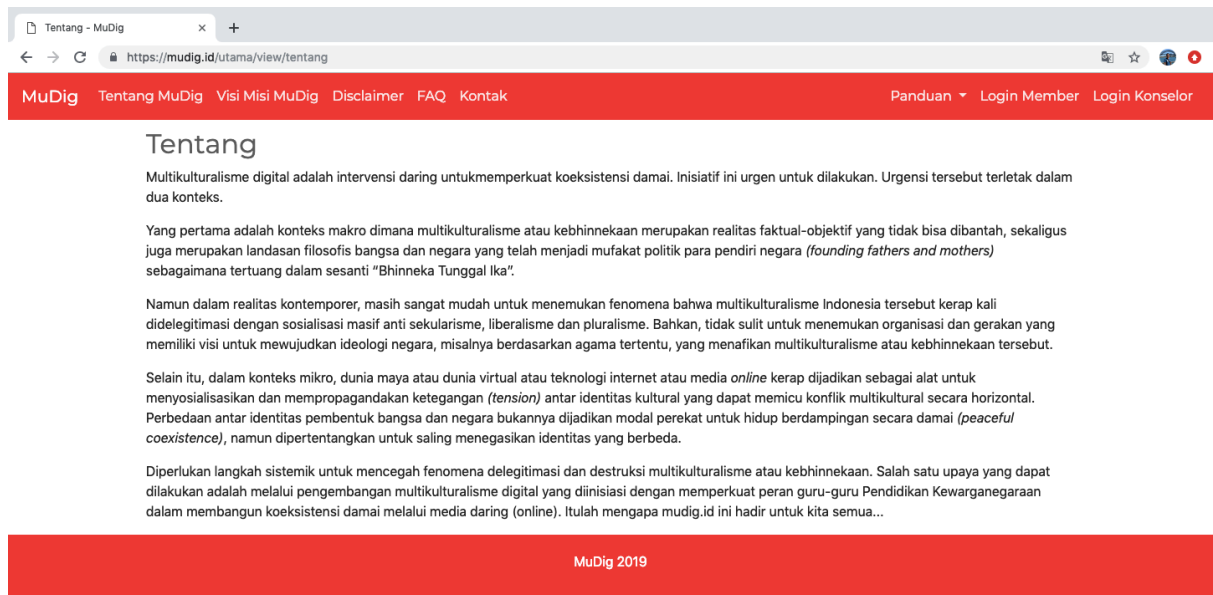 Tentang - MuDig
https://mudig.id/utama/view/tentang
MuDig Tentang MuDig Visi Misi MuDig Disclaimer FAQ Kontak Panduan Login Member Login Konselor
Tentang
Multikulturalisme digital adalah intervensi daring untukmemperkuat koeksistensi damai. Inisiatif ini urgen untuk dilakukan. Urgensi tersebut terletak dalam
dua konteks.
Yang pertama adalah konteks makro dimana multikulturalisme atau kebhinnekaan merupakan realitas faktual-objektif yang tidak bisa dibantah, sekaligus
juga merupakan landasan filosofis bangsa dan negara yang telah menjadi mufakat politik para pendiri negara (founding fathers and mothers)
sebagaimana tertuang dalam sesanti “Bhinneka Tunggal Ika”.
Namun dalam realitas kontemporer, masih sangat mudah untuk menemukan fenomena bahwa multikulturalisme Indonesia tersebut kerap kali
didelegitimasi dengan sosialisasi masif anti sekularisme, liberalisme dan pluralisme. Bahkan, tidak sulit untuk menemukan organisasi dan gerakan yang
memiliki visi untuk mewujudkan ideologi negara, misalnya berdasarkan agama tertentu, yang menafikan multikulturalisme atau kebhinnekaan tersebut.
Selain itu, dalam konteks mikro, dunia maya atau dunia virtual atau teknologi internet atau media online kerap dijadikan sebagai alat untuk
menyosialisasikan dan mempropagandakan ketegangan (tension) antar identitas kultural yang dapat memicu konflik multikultural secara horizontal.
Perbedaan antar identitas pembentuk bangsa dan negara bukannya dijadikan modal perekat untuk hidup berdampingan secara damai (peaceful
coexistence), namun dipertentangkan untuk saling menegasikan identitas yang berbeda.
Diperlukan langkah sistemik untuk mencegah fenomena delegitimasi dan destruksi multikulturalisme atau kebhinnekaan. Salah satu upaya yang dapat
dilakukan adalah melalui pengembangan multikulturalisme digital yang diinisiasi dengan memperkuat peran guru-guru Pendidikan Kewarganegaraan
dalam membangun koeksistensi damai melalui media daring (online). Itulah mengapa mudig.id ini hadir untuk kita semua...
MuDig 2019